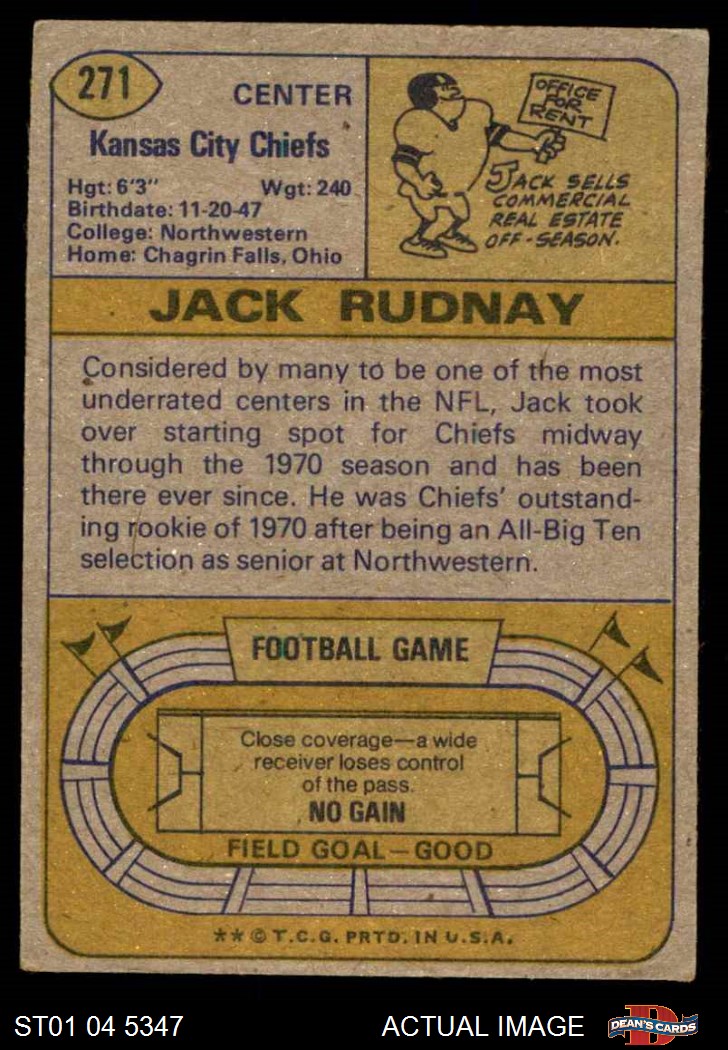 271
CENTER
Kansas City Chiefs
Hgt: 6'3" Wgt: 240
Birthdate: 11-20-47
College: Northwestern
Home: Chagrin Falls, Ohio
OFFICE
FOR
RENT
JACK SELLS
COMMERCIAL
REAL ESTATE
OFF-SEASON.
JACK RUDNAY
Considered by many to be one of the most
underrated centers in the NFL, Jack took
over starting spot for Chiefs midway
through the 1970 season and has been
there ever since. He was Chiefs' outstand-
ing rookie of 1970 after being an All-Big Ten
selection as senior at Northwestern.
FOOTBALL GAME
Close coverage—a wide
receiver loses control
of the pass.
NO GAIN
FIELD GOAL—GOOD
** © T.C.G. PRTD. IN U.S.A.
ST01 04 5347 ACTUAL IMAGE
D
DEAN'S CARDS